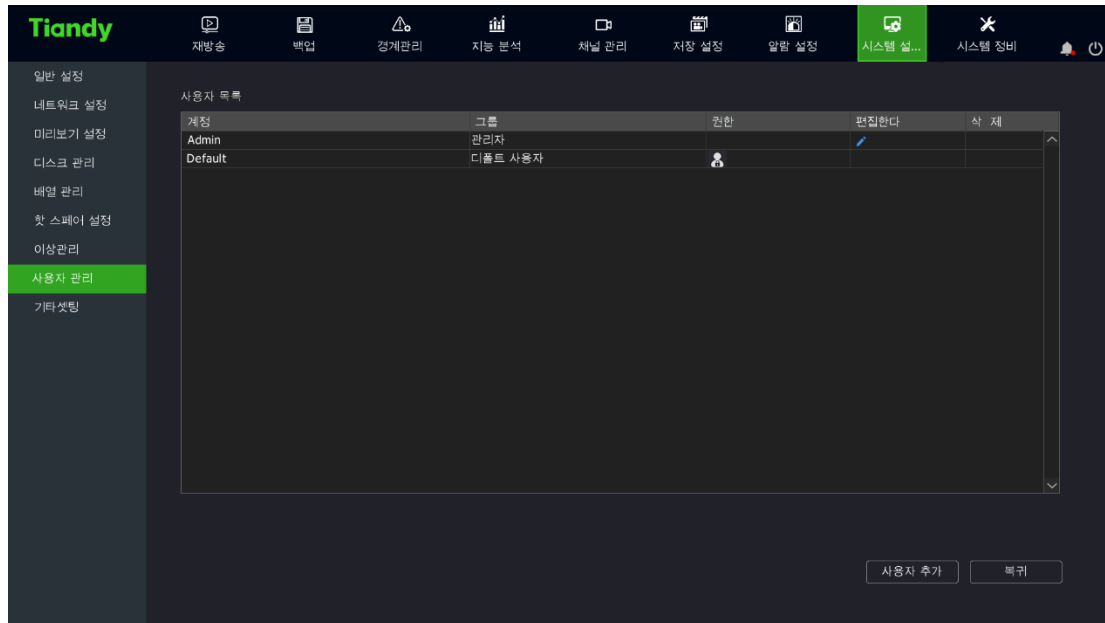 Tiandy
재방송 백업 경계관리 지능 분석 채널 관리 저장 설정 알람 설정 시스템 설... 시스템 정비
일반 설정
네트워크 설정
미리보기 설정
디스크 관리
배열 관리
핫 스페어 설정
이상관리
사용자 관리
기타셋팅
사용자 목록
계정 그룹 권한 편집한다 삭 제
Admin 관리자
Default 디폴트 사용자
사용자 추가 복귀